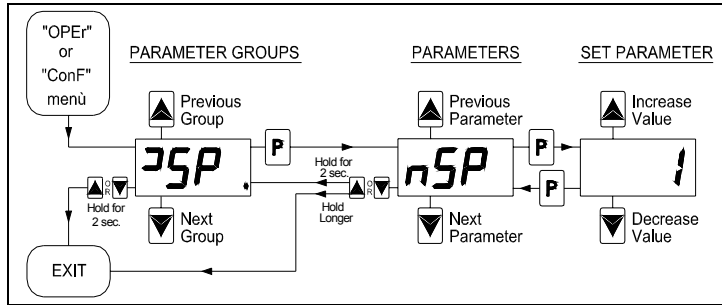 "OPEr"
or
"ConF"
menù
PARAMETER GROUPS
PARAMETERS
SET PARAMETER
Previous
Group
Previous
Parameter
Increase
Value
SP
P
Hold for
2 sec.
nSP
P
P
1
OR
Hold for
2 sec.
OR
Hold
Longer
Next
Group
Next
Parameter
Decrease
Value
EXIT